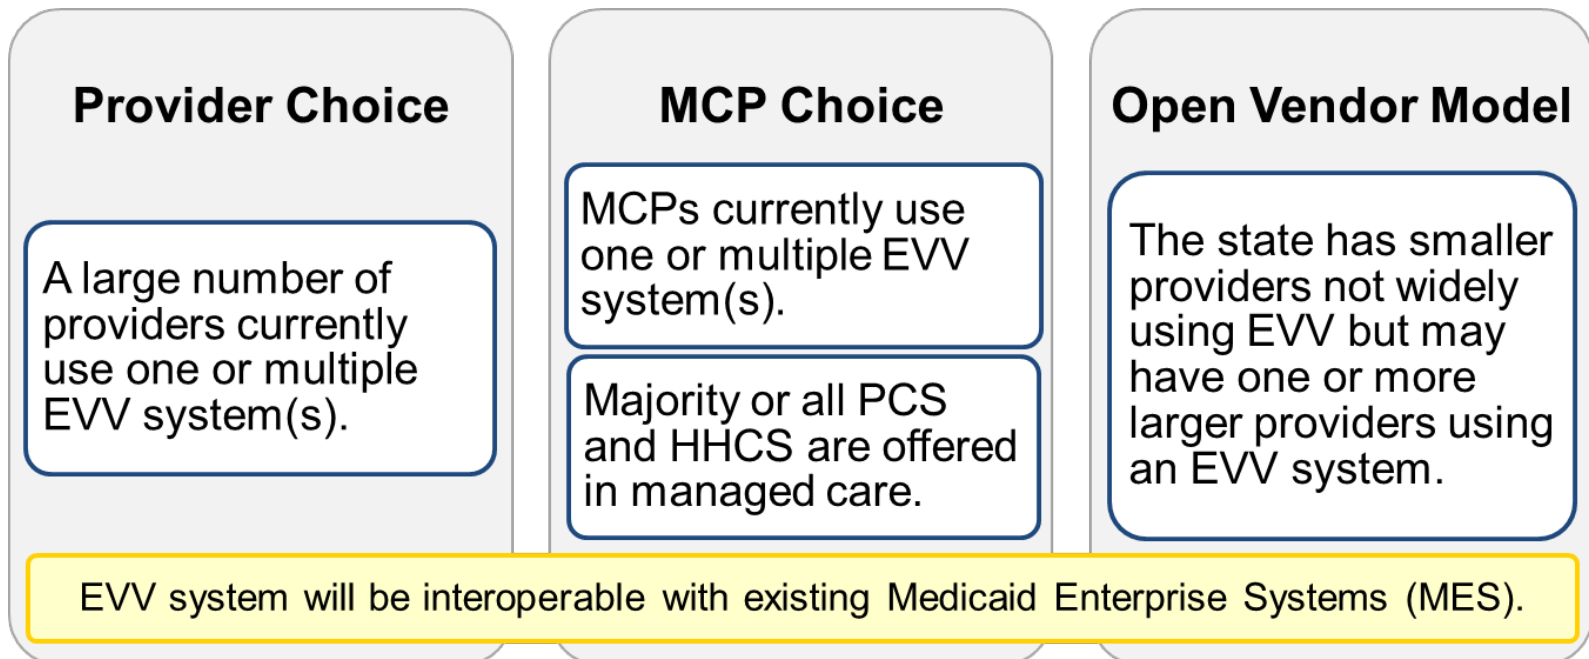 Provider Choice
A large number of
providers currently
use one or multiple
EVV system(s).
MCP Choice
MCPs currently use
one or multiple EVV
system(s).
Majority or all PCS
and HHCS are offered
in managed care.
Open Vendor Model
The state has smaller
providers not widely
using EVV but may
have one or more
larger providers using
an EVV system.
EVV system will be interoperable with existing Medicaid Enterprise Systems (MES).